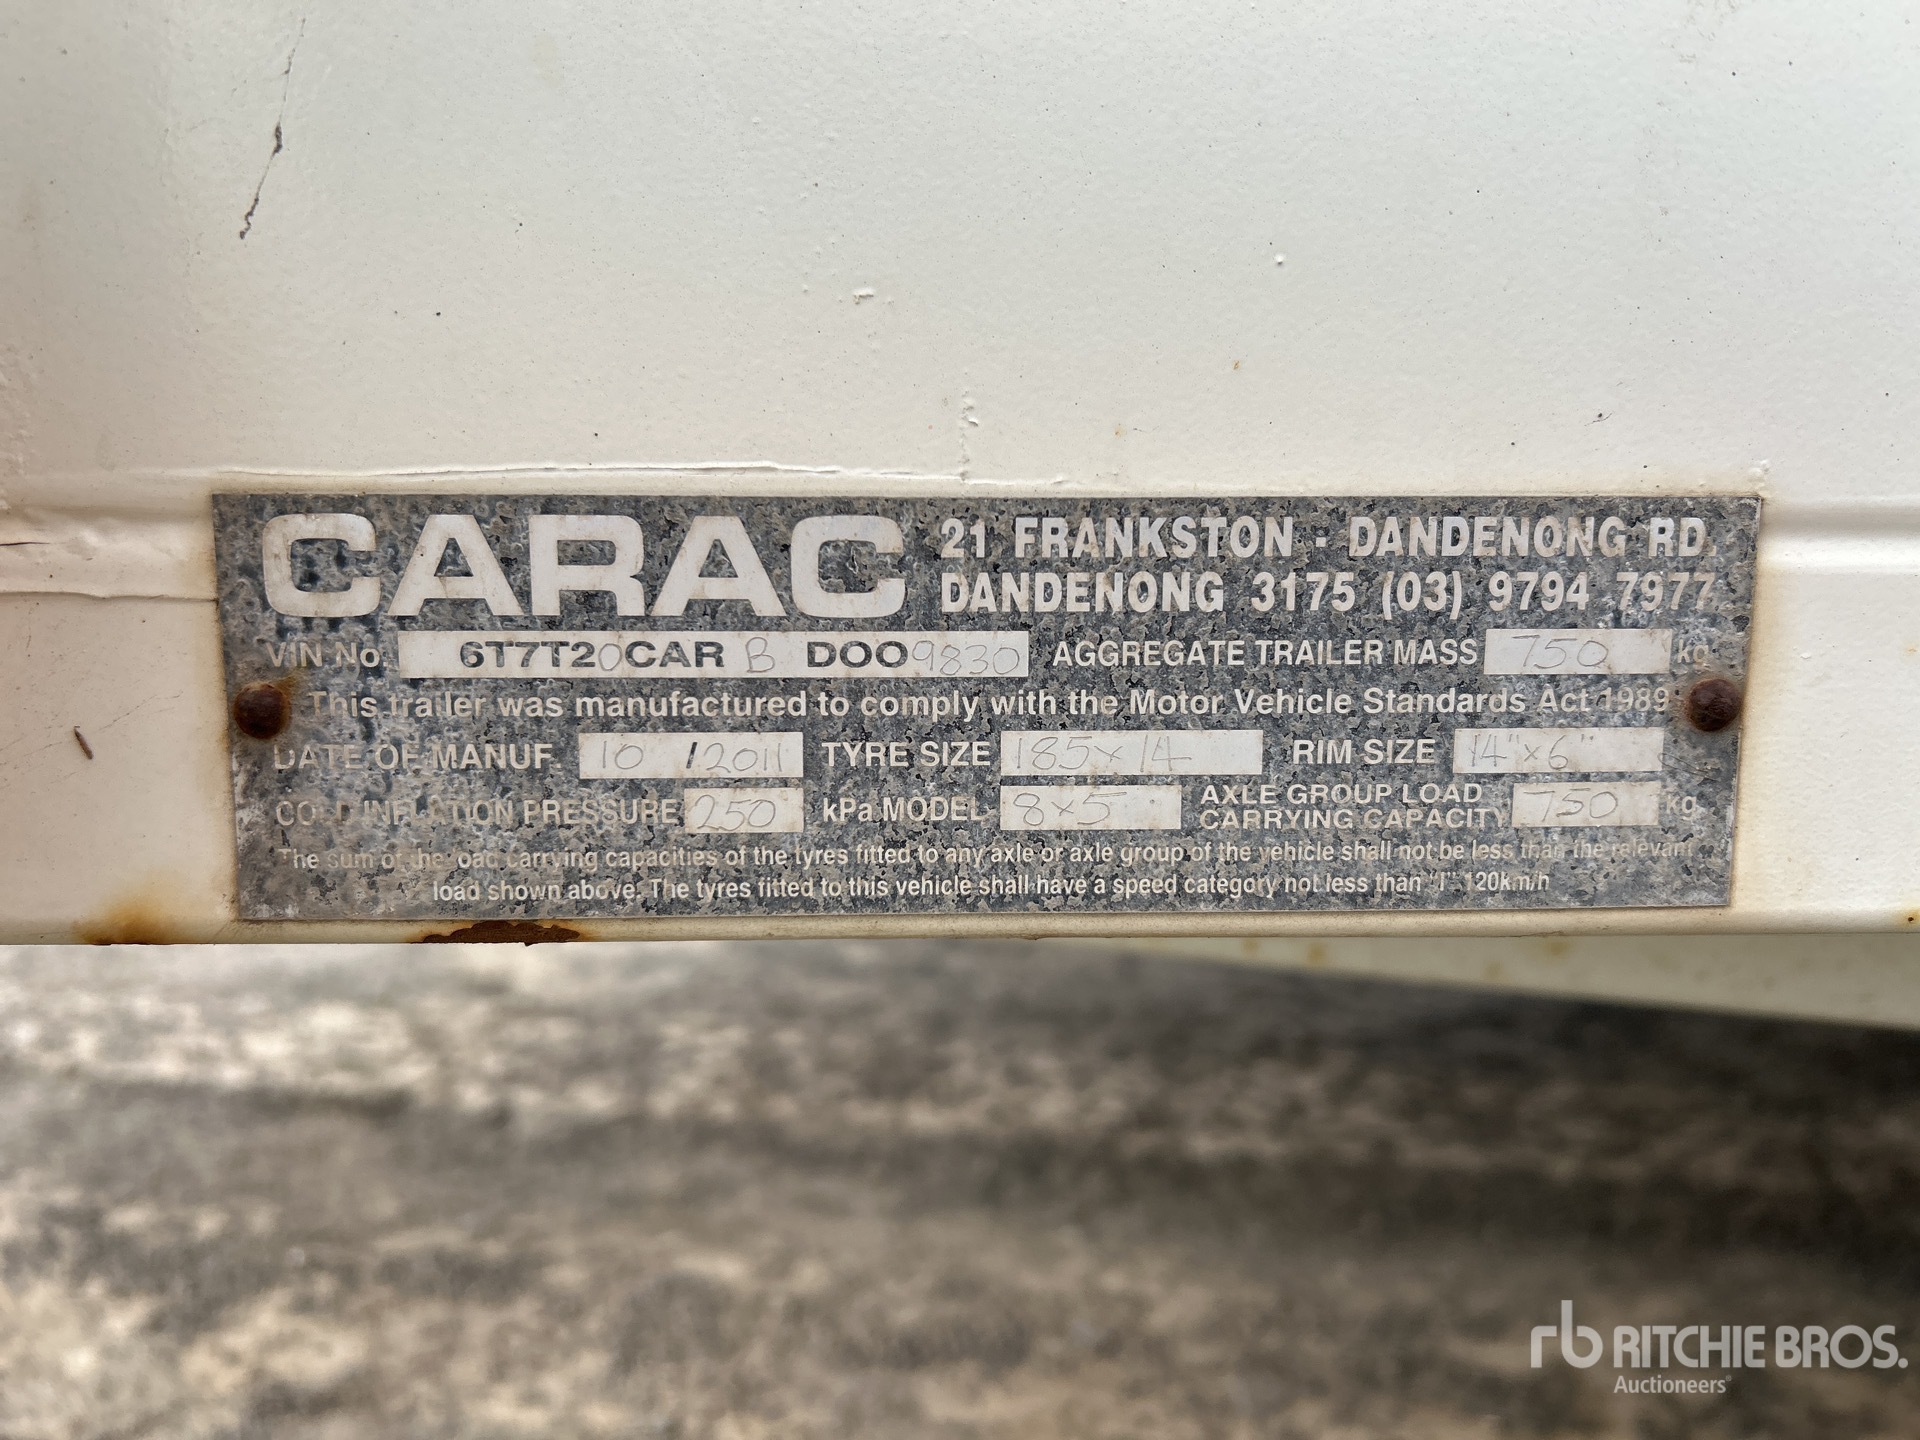 CARAC
21 FRANKSTON - DANDENONG RD.
DANDENONG 3175 (03) 9794 7977
VIN No. 6T7T20CAR B DOO9830 AGGREGATE TRAILER MASS 750 kg
This trailer was manufactured to comply with the Motor Vehicle Standards Act 1989
DATE OF MANUF. 10 / 2011 TYRE SIZE 185x14 RIM SIZE 14"x6"
COLD INFLATION PRESSURE 250 kPa MODEL 8x5 AXLE GROUP LOAD CARRYING CAPACITY 750 kg
The sum of the load carrying capacities of the tyres fitted to any axle or axle group of the vehicle shall not be less than the relevant
load shown above. The tyres fitted to this vehicle shall have a speed category not less than "I" 120km/h
rb RITCHIE BROS.
Auctioneers